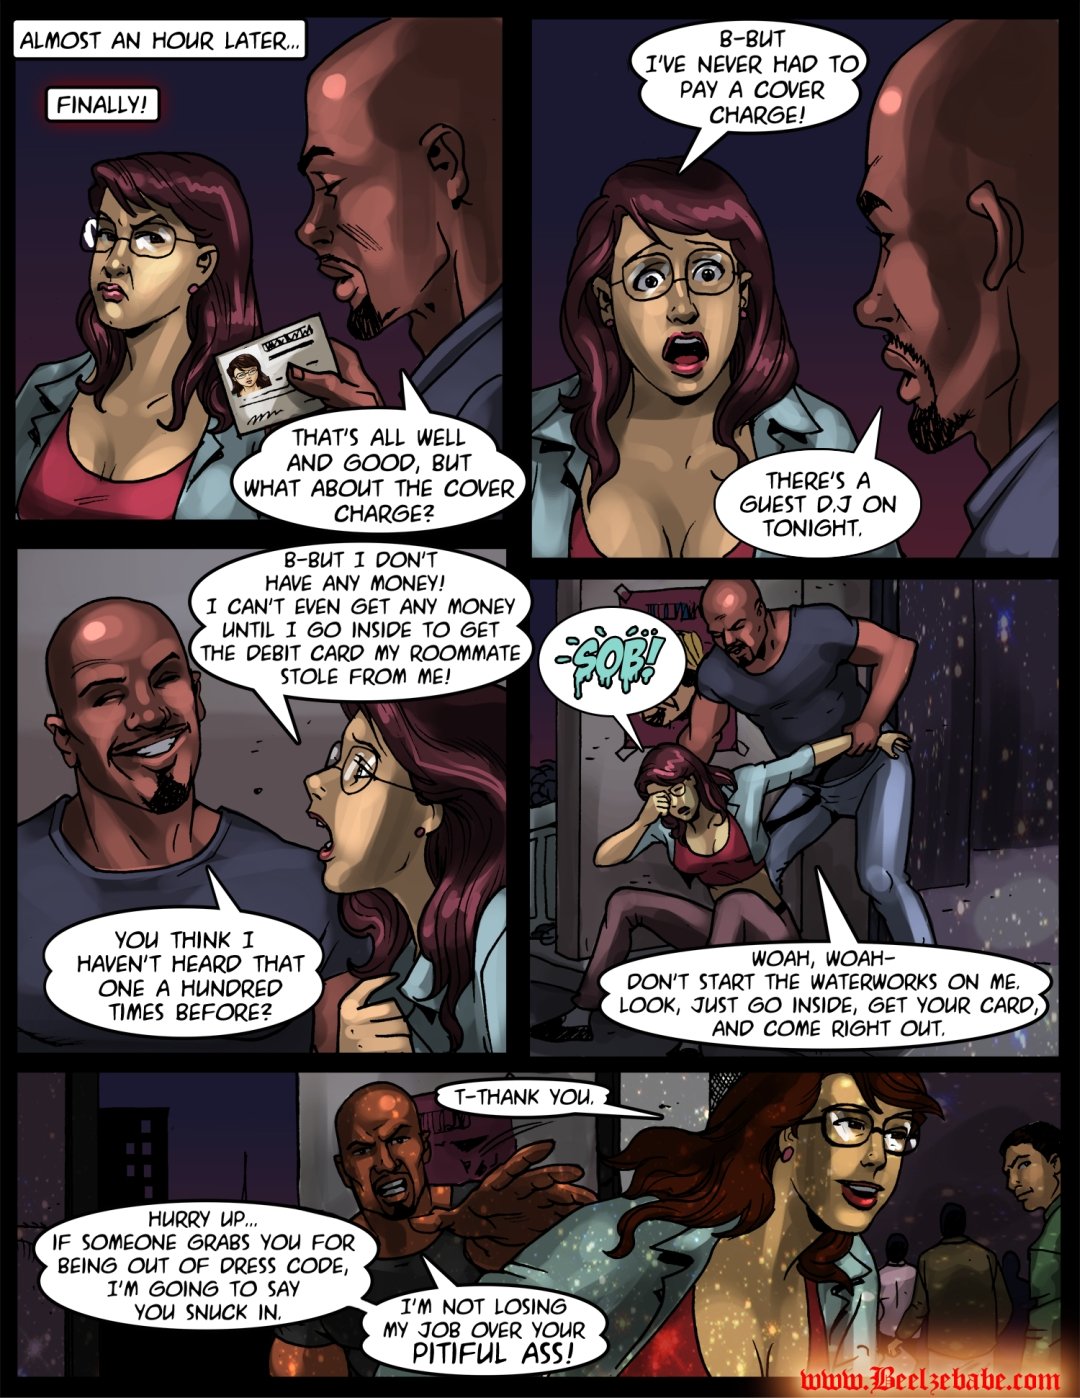 ALMOST AN HOUR LATER...
FINALLY!
THAT'S ALL WELL
AND GOOD, BUT
WHAT ABOUT THE COVER
CHARGE?
B-BUT
I'VE NEVER HAD TO
PAY A COVER
CHARGE!
THERE'S A
GUEST D.J ON
TONIGHT.
B-BUT I DON'T
HAVE ANY MONEY!
I CAN'T EVEN GET ANY MONEY
UNTIL I GO INSIDE TO GET
THE DEBIT CARD MY ROOMMATE
STOLE FROM ME!
YOU THINK I
HAVEN'T HEARD THAT
ONE A HUNDRED
TIMES BEFORE?
SOB!
WOAH, WOAH-
DON'T START THE WATERWORKS ON ME.
LOOK, JUST GO INSIDE, GET YOUR CARD,
AND COME RIGHT OUT.
T-THANK YOU.
HURRY UP...
IF SOMEONE GRABS YOU FOR
BEING OUT OF DRESS CODE,
I'M GOING TO SAY
YOU SNUCK IN.
I'M NOT LOSING
MY JOB OVER YOUR
PITIFUL ASS!
www.Beelzebabe.com